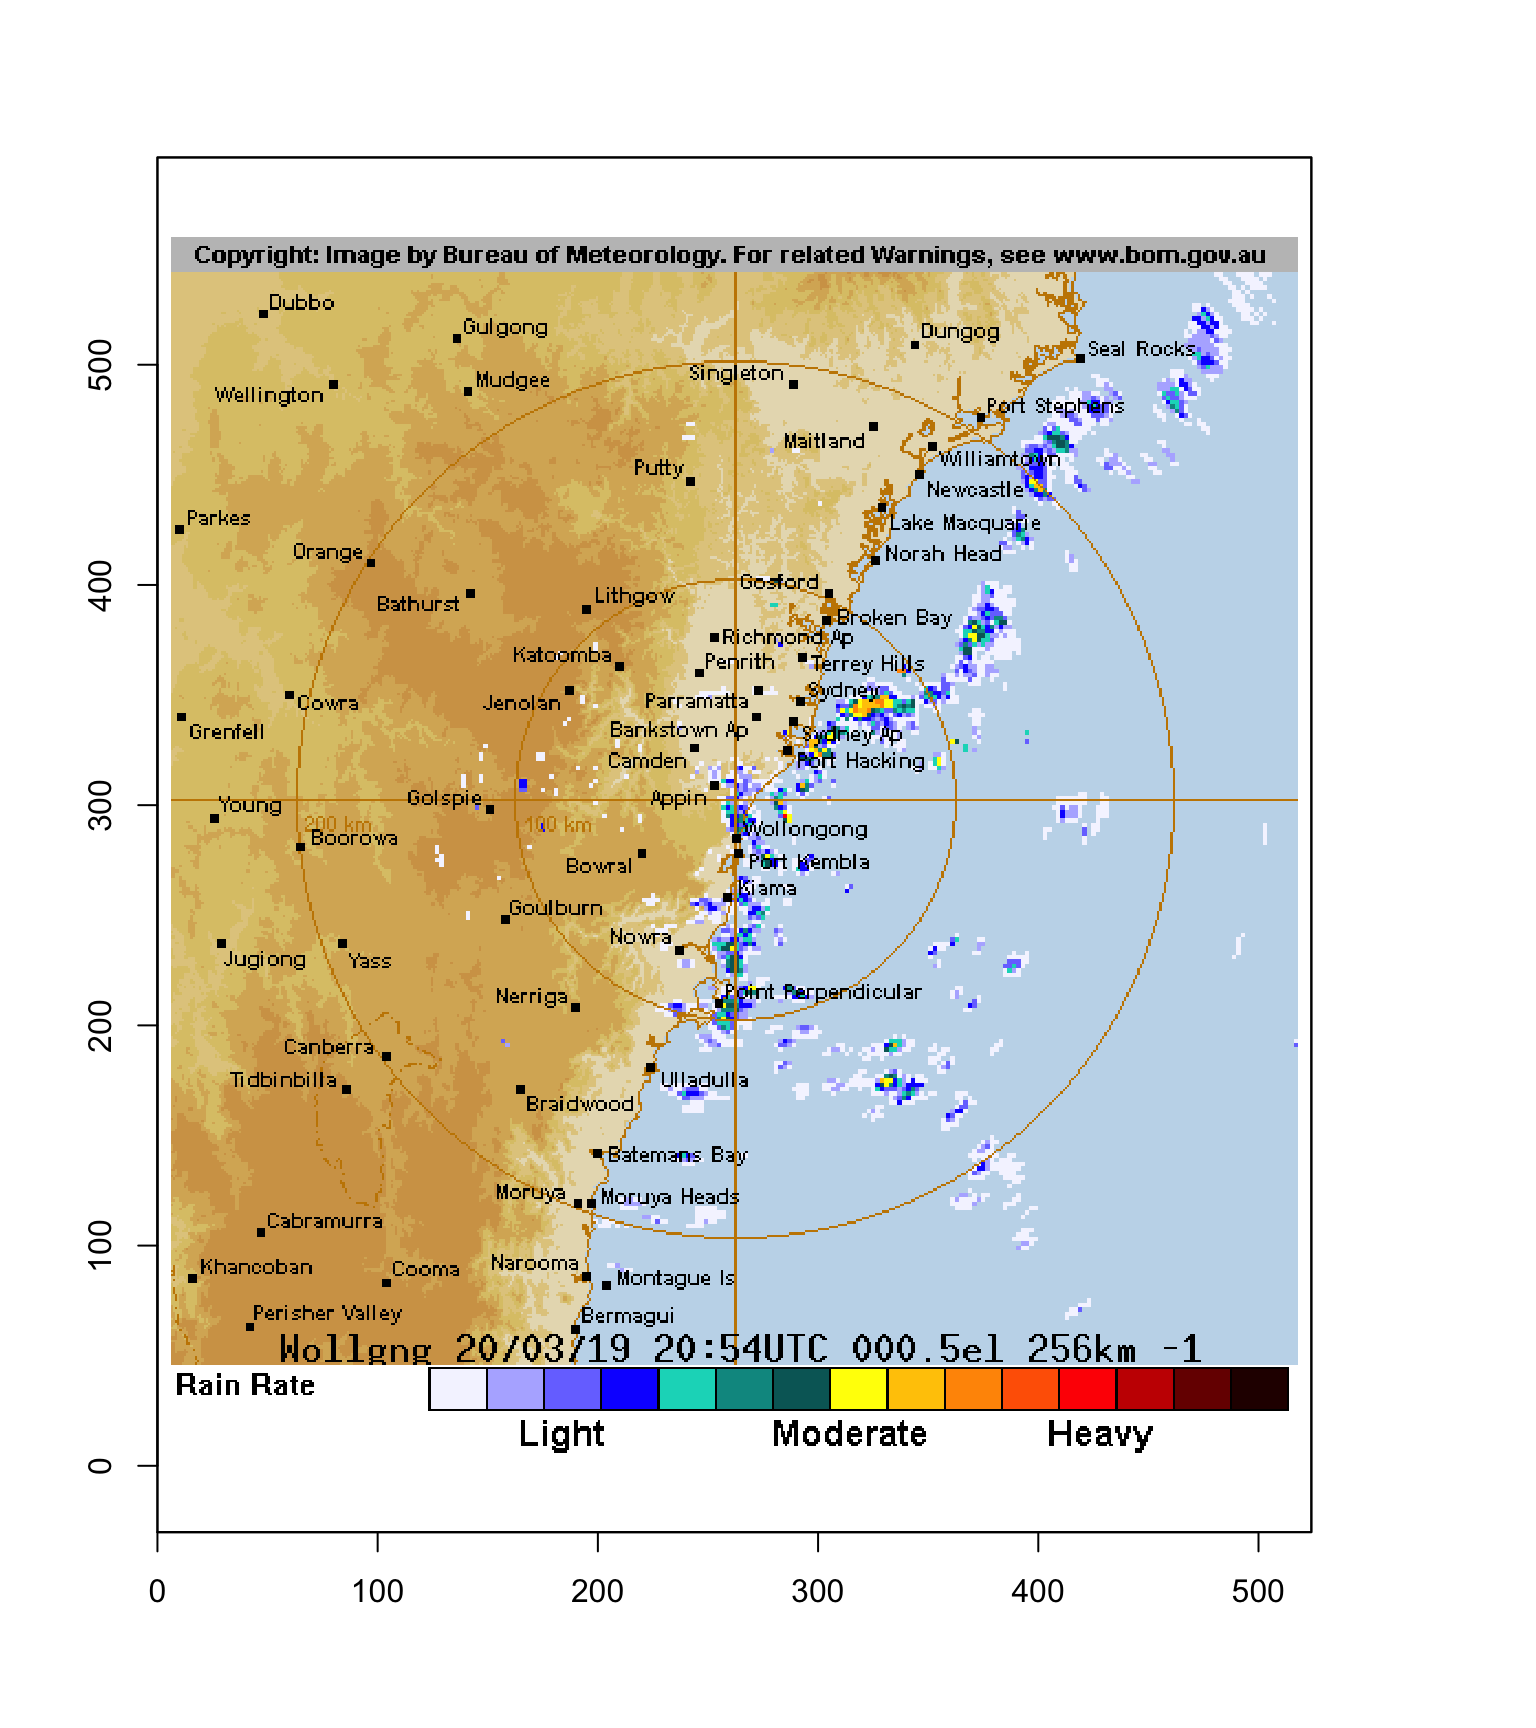 Copyright: Image by Bureau of Meteorology. For related Warnings, see www.bom.gov.au
Dubbo
Gulgong
Dungog
Seal Rocks
Singleton
Mudgee
Wellington
Port Stephens
Maitland
Williamtown
Putty
Newcastle
Parkes
Lake Macquarie
Orange
Norah Head
Gosford
Lithgow
Bathurst
Broken Bay
Richmond Ap
Katoomba
Penrith
Terrey Hills
Sydney
Jenolan
Parramatta
Cowra
Grenfell
Bankstown Ap
Sydney Ap
Camden
Port Hacking
Golspie
Appin
Young
200 km
100 km
Wollongong
Boorowa
Bowral
Port Kembla
Kiama
Goulburn
Nowra
Jugiong
Yass
Nerriga
Point Perpendicular
Canberra
Tidbinbilla
Ulladulla
Braidwood
Batemans Bay
Moruya
Moruya Heads
Cabramurra
Khancoban
Cooma
Narooma
Montague Is
Perisher Valley
Bermagui
Wollgng 20/03/19 20:54UTC 000.5el 256km -1
Rain Rate
Light
Moderate
Heavy
500
400
300
200
100
0
0
100
200
300
400
500